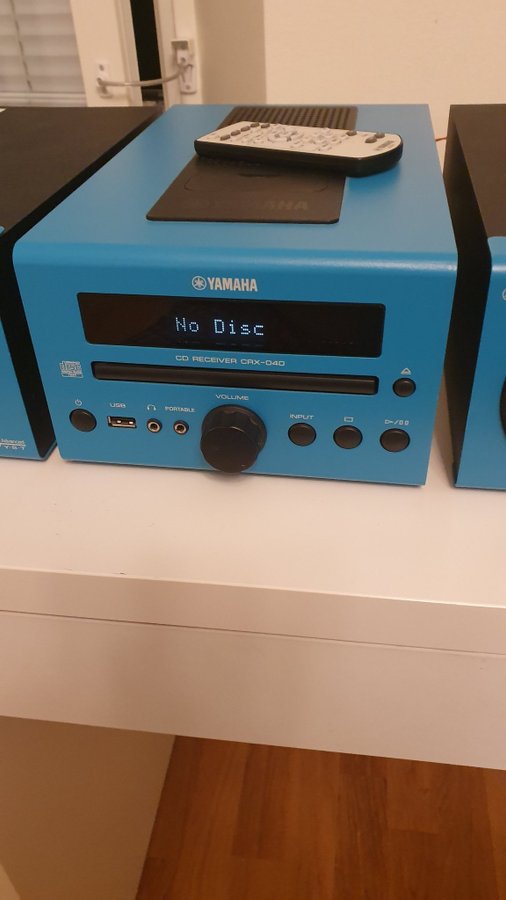 YAMAHA
YAMAHA
No Disc
CD RECEIVER CRX-040
USB
PORTABLE
VOLUME
INPUT